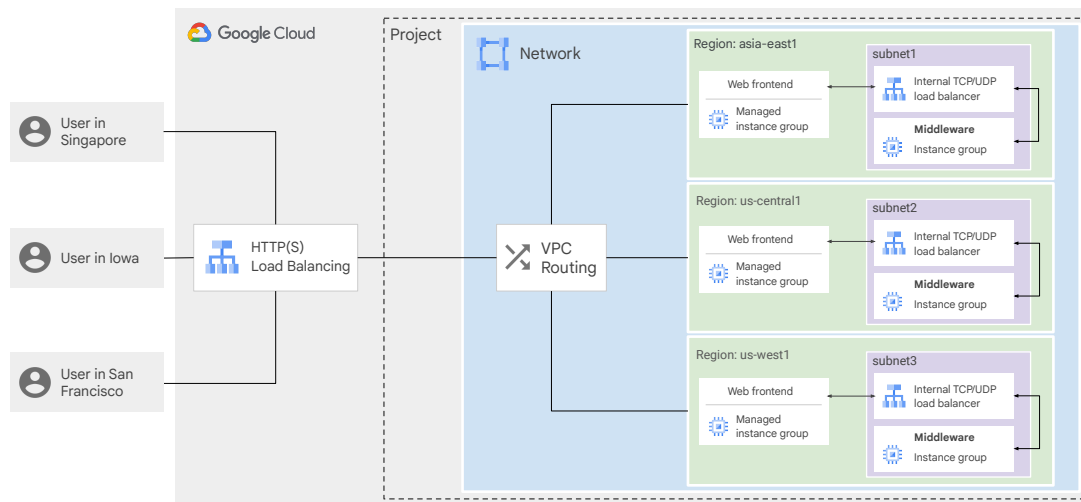 Google Cloud
Project
Network
User in
Singapore
User in Iowa
User in San
Francisco
HTTP(S)
Load Balancing
VPC
Routing
Region: asia-east1
Web frontend
Managed
instance group
subnet1
Internal TCP/UDP
load balancer
Middleware
Instance group
Region: us-central1
Web frontend
Managed
instance group
subnet2
Internal TCP/UDP
load balancer
Middleware
Instance group
Region: us-west1
Web frontend
Managed
instance group
subnet3
Internal TCP/UDP
load balancer
Middleware
Instance group